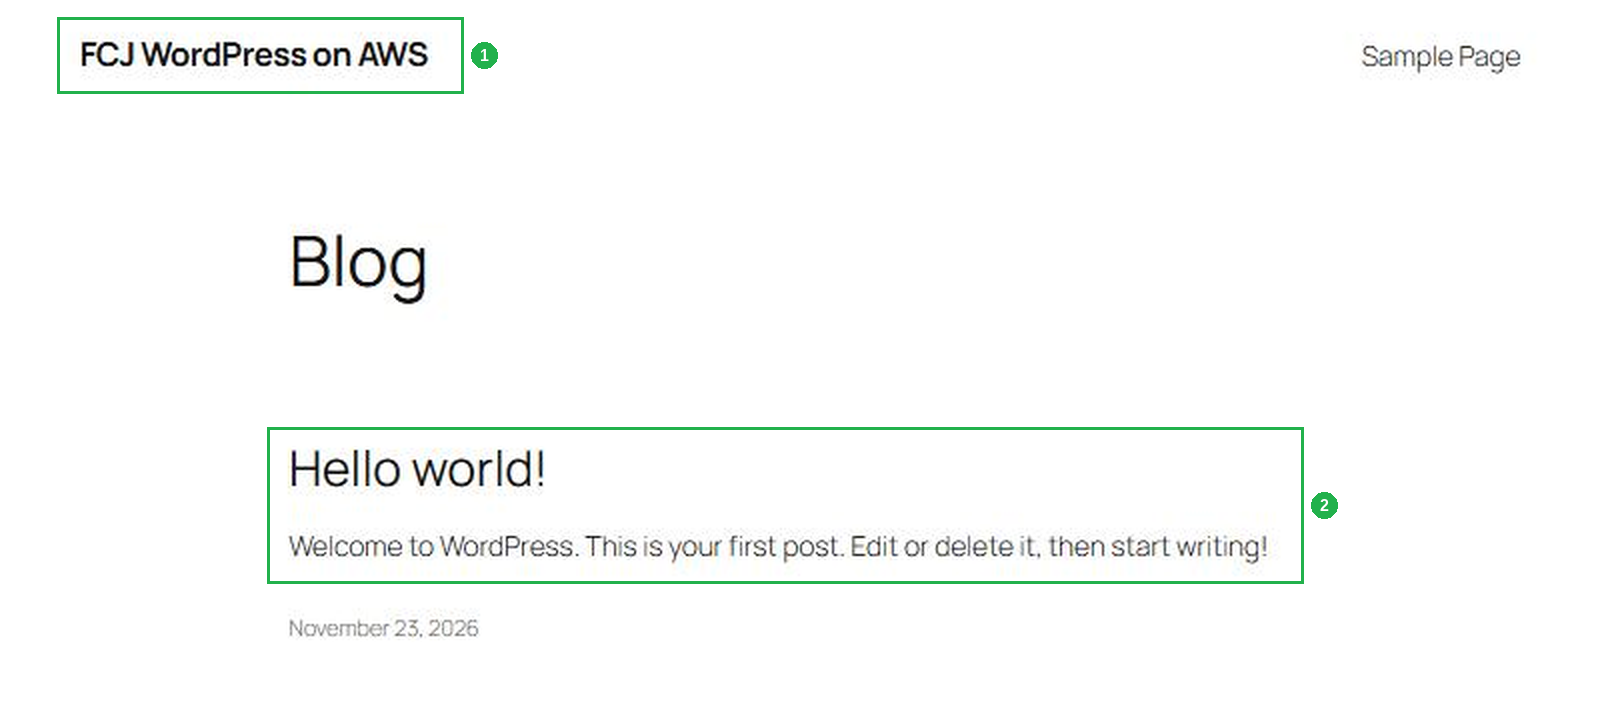 FCJ WordPress on AWS
1
Sample Page
Blog
Hello world!
Welcome to WordPress. This is your first post. Edit or delete it, then start writing!
2
November 23, 2026